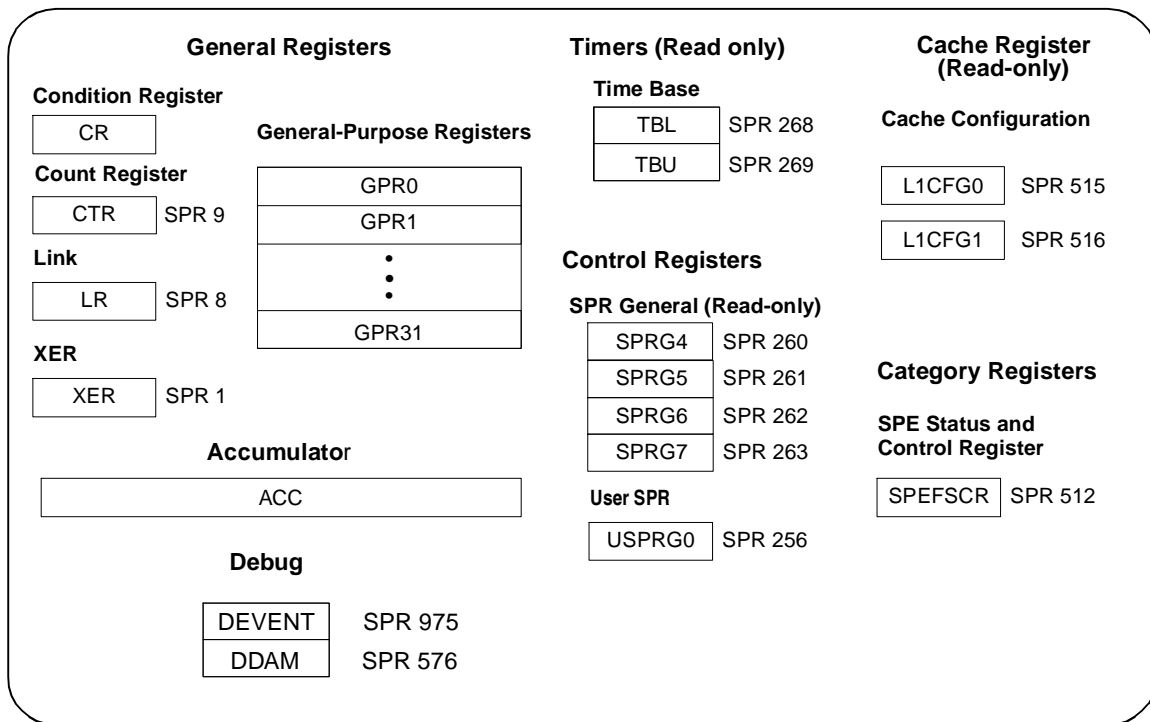 General Registers
Condition Register
CR
Count Register
CTR SPR 9
Link
LR SPR 8
XER
XER SPR 1
General-Purpose Registers
GPR0
GPR1
GPR31
Accumulator
ACC
Debug
DEVENT SPR 975
DDAM SPR 576
Timers (Read only)
Time Base
TBL SPR 268
TBU SPR 269
Control Registers
SPR General (Read-only)
SPRG4 SPR 260
SPRG5 SPR 261
SPRG6 SPR 262
SPRG7 SPR 263
User SPR
USPRG0 SPR 256
Cache Register
(Read-only)
Cache Configuration
L1CFG0 SPR 515
L1CFG1 SPR 516
Category Registers
SPE Status and
Control Register
SPEFSCR SPR 512